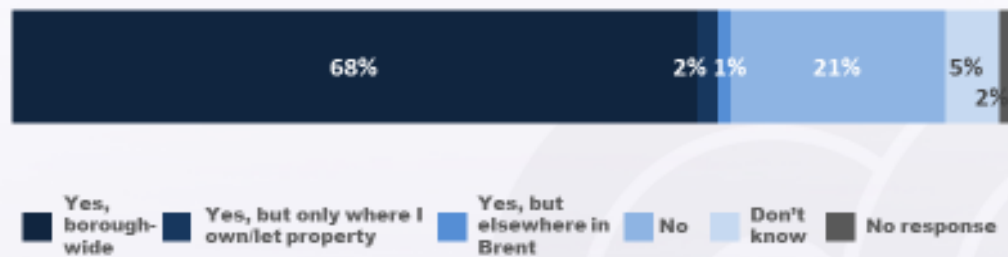 68%
2%
1%
21%
5%
2%
Yes,
borough-
wide
Yes, but only where I
own/let property
Yes, but
elsewhere in
Brent
No
Don't
know
No response